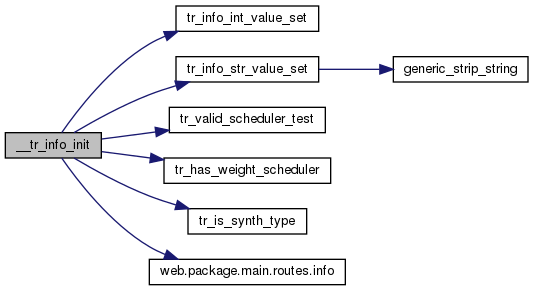 tr_info_int_value_set
tr_info_str_value_set
generic_strip_string
tr_valid_scheduler_test
__tr_info_init
tr_has_weight_scheduler
tr_is_synth_type
web.package.main.routes.info